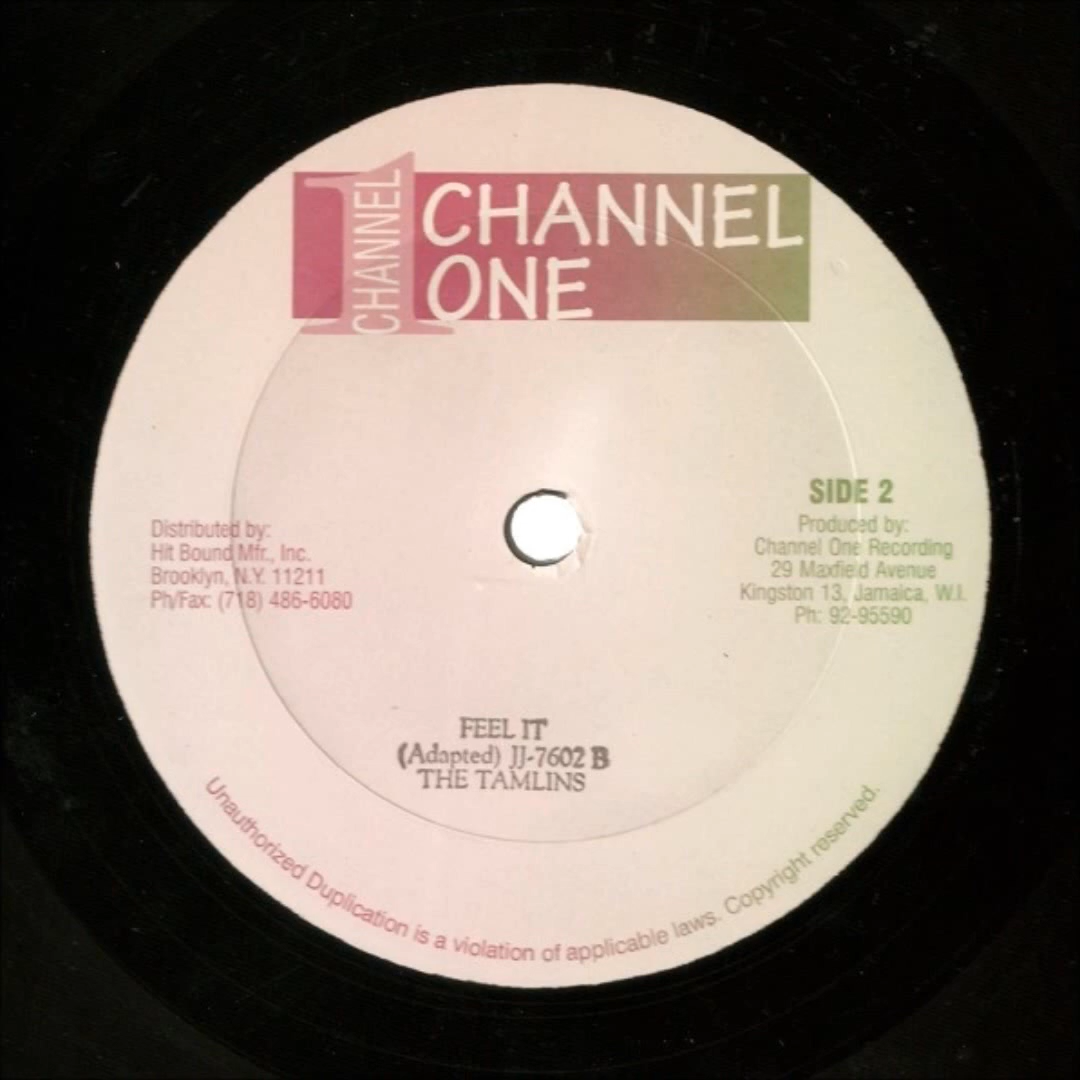 CHANNEL
CHANNEL
ONE
SIDE 2
Distributed by:
Hit Bound Mfr., Inc.
Brooklyn, N.Y. 11211
Ph/Fax: (718) 486-6080
Produced by:
Channel One Recording
29 Maxfield Avenue
Kingston 13, Jamaica, W.I.
Ph: 92-95590
FEEL IT
(Adapted) JJ-7602 B
THE TAMLINS
Unauthorized Duplication is a violation of applicable laws. Copyright reserved.